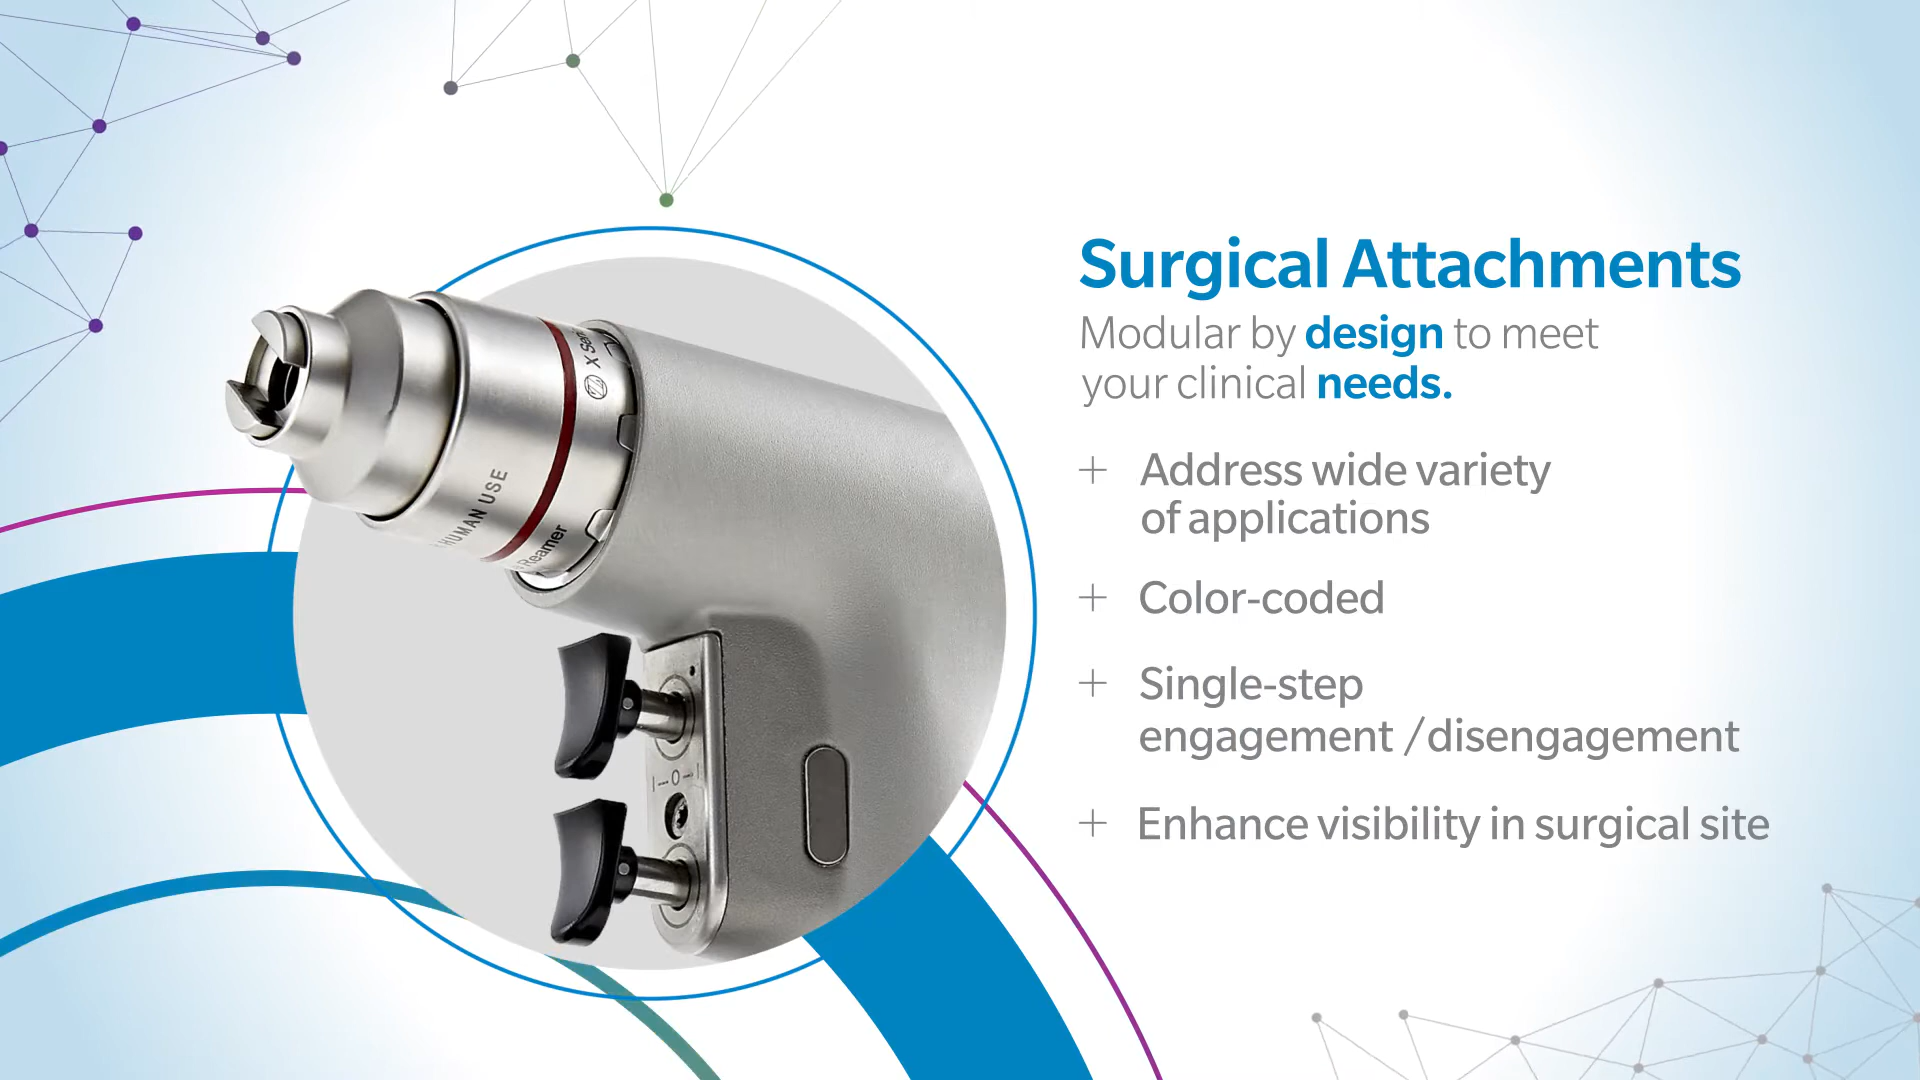 Surgical Attachments
Modular by design to meet
your clinical needs.
+ Address wide variety
of applications
+ Color-coded
+ Single-step
engagement / disengagement
+ Enhance visibility in surgical site
X Ser
HUMAN USE
Reamer
I→O→I